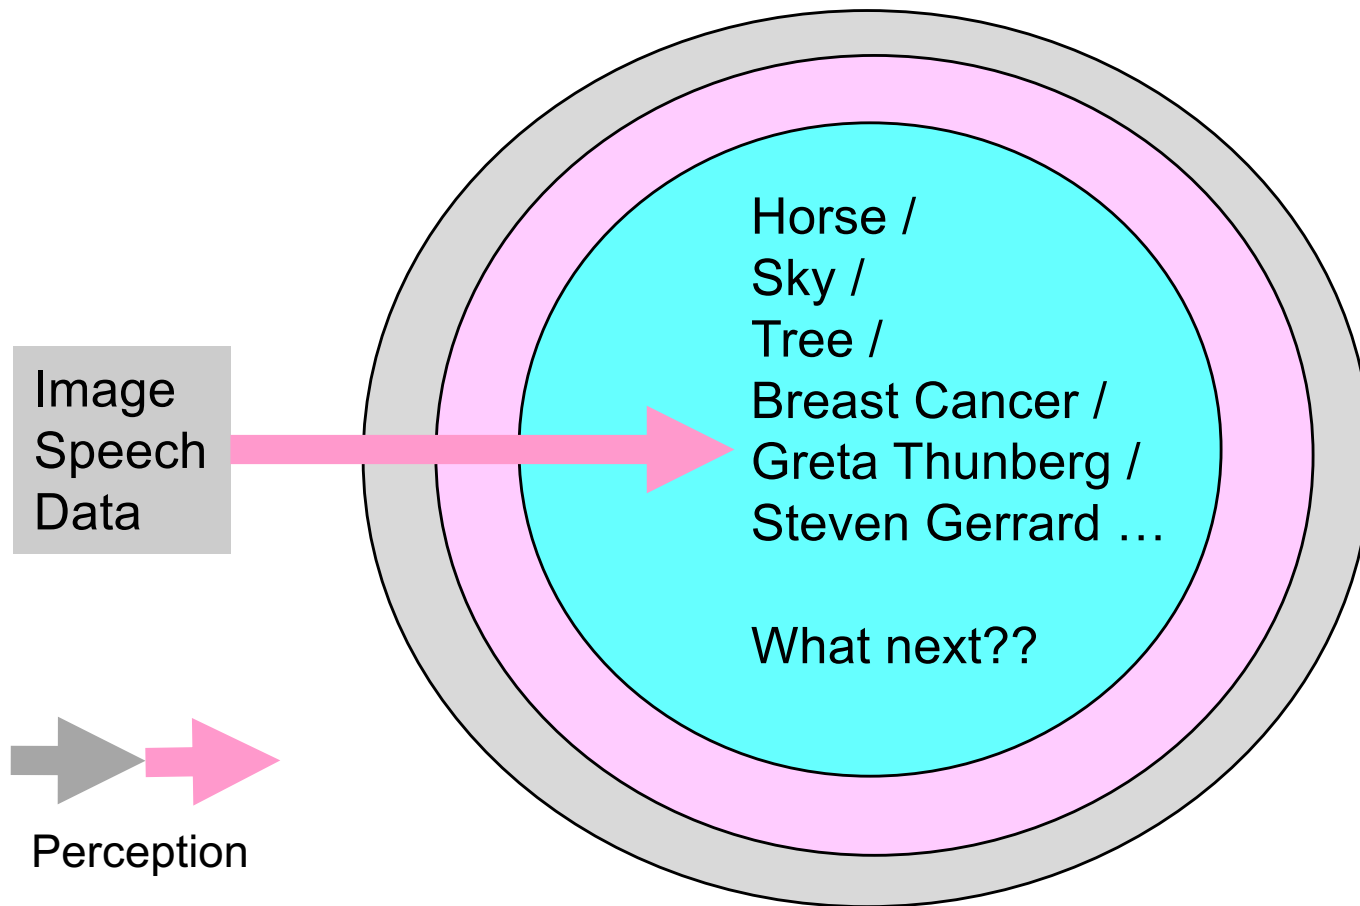 Image
Speech
Data
Horse /
Sky /
Tree /
Breast Cancer /
Greta Thunberg /
Steven Gerrard …
What next??
Perception